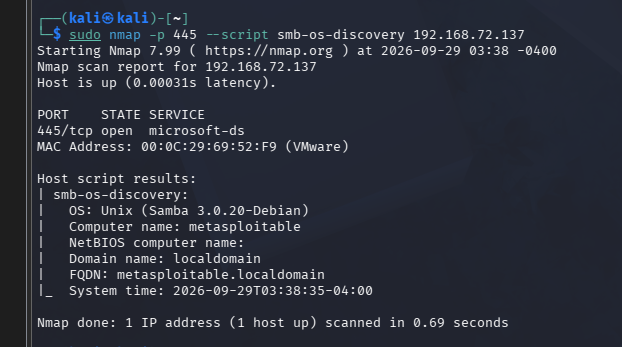 ┌──(kali㉿kali)-[~]
└─$ sudo nmap -p 445 --script smb-os-discovery 192.168.72.137
Starting Nmap 7.99 ( https://nmap.org ) at 2026-09-29 03:38 -0400
Nmap scan report for 192.168.72.137
Host is up (0.00031s latency).
PORT    STATE SERVICE
445/tcp open  microsoft-ds
MAC Address: 00:0C:29:69:52:F9 (VMware)
Host script results:
| smb-os-discovery:
|   OS: Unix (Samba 3.0.20-Debian)
|   Computer name: metasploitable
|   NetBIOS computer name:
|   Domain name: localdomain
|   FQDN: metasploitable.localdomain
|_  System time: 2026-09-29T03:38:35-04:00
Nmap done: 1 IP address (1 host up) scanned in 0.69 seconds